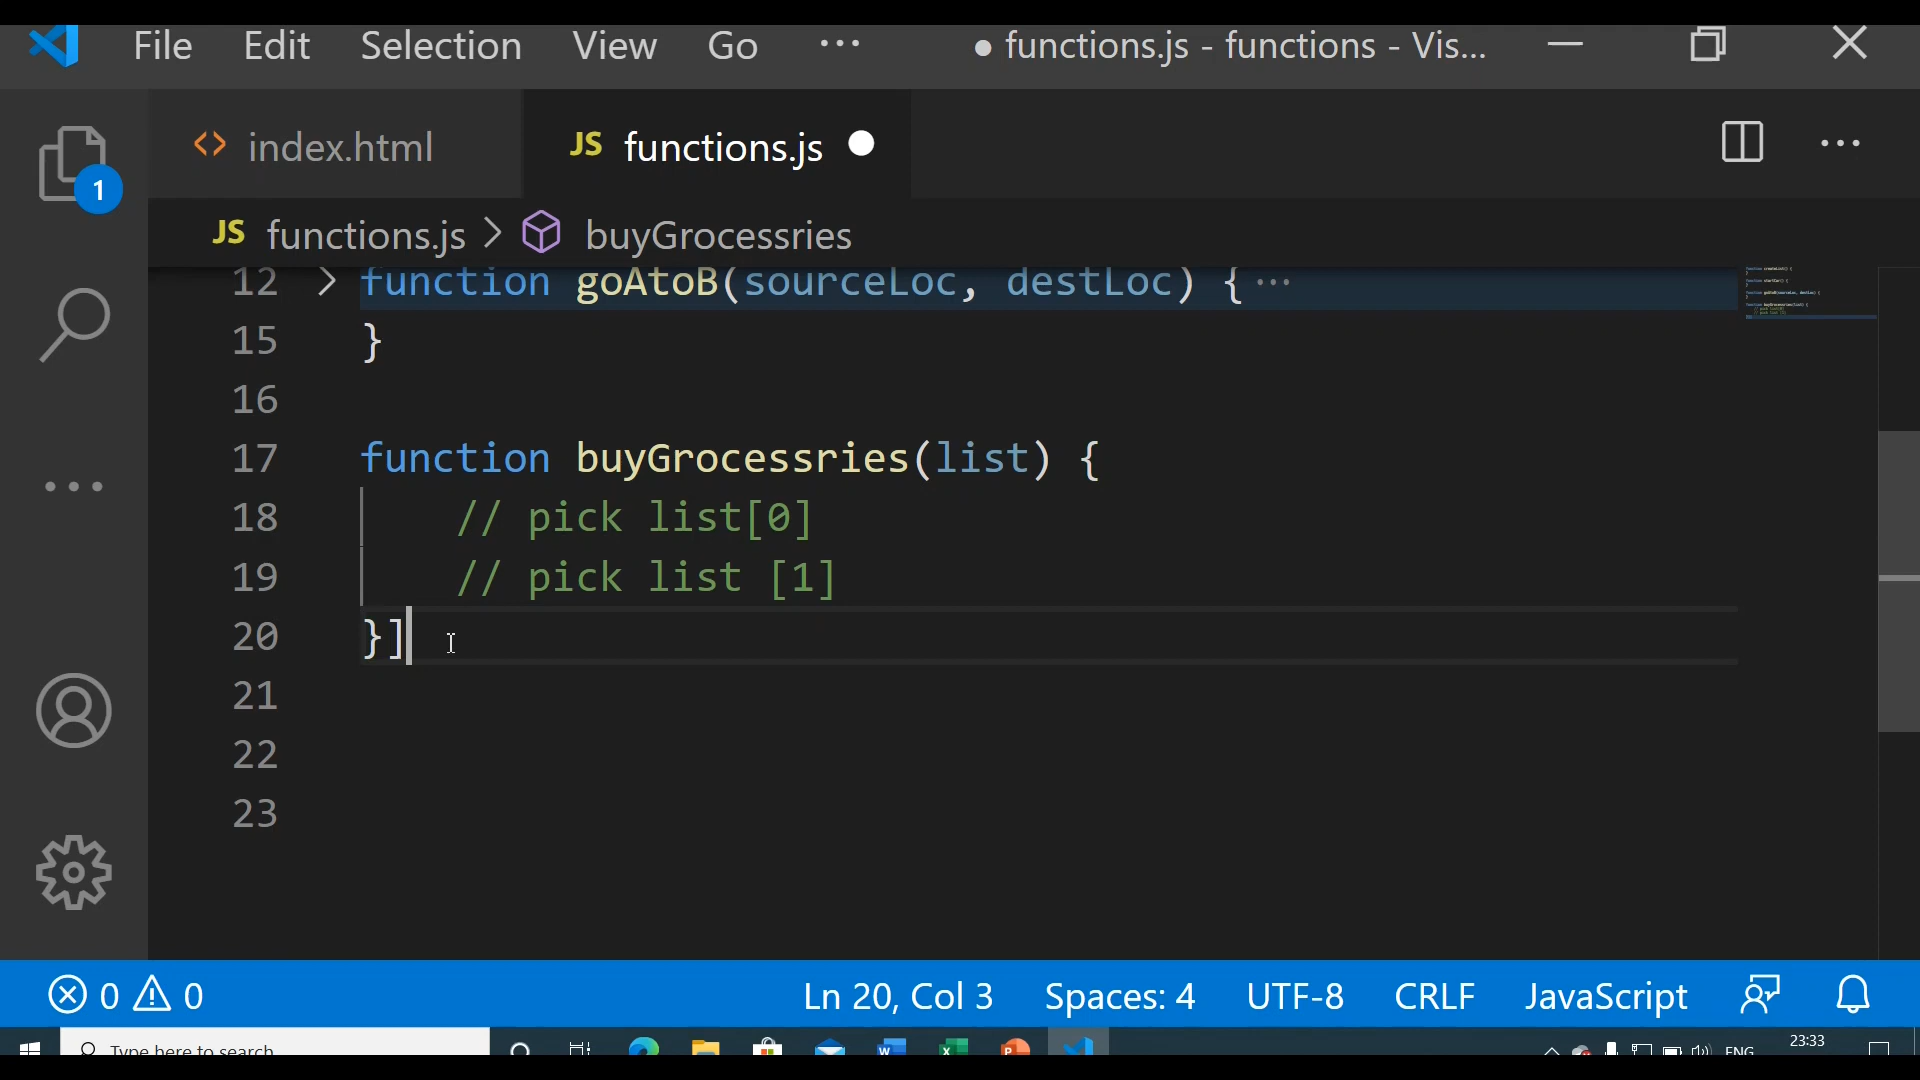 File Edit Selection View Go ··· ● functions.js - functions - Vis...
<> index.html JS functions.js ● ···
1
JS functions.js > buyGrocessries
12 > function goAtoB(sourceLoc, destLoc) {···
15 }
16
17 function buyGrocessries(list) {
18 // pick list[0]
19 // pick list [1]
20 }]
21
22
23
0 0 Ln 20, Col 3 Spaces: 4 UTF-8 CRLF JavaScript
Type here to search ENG 23:33